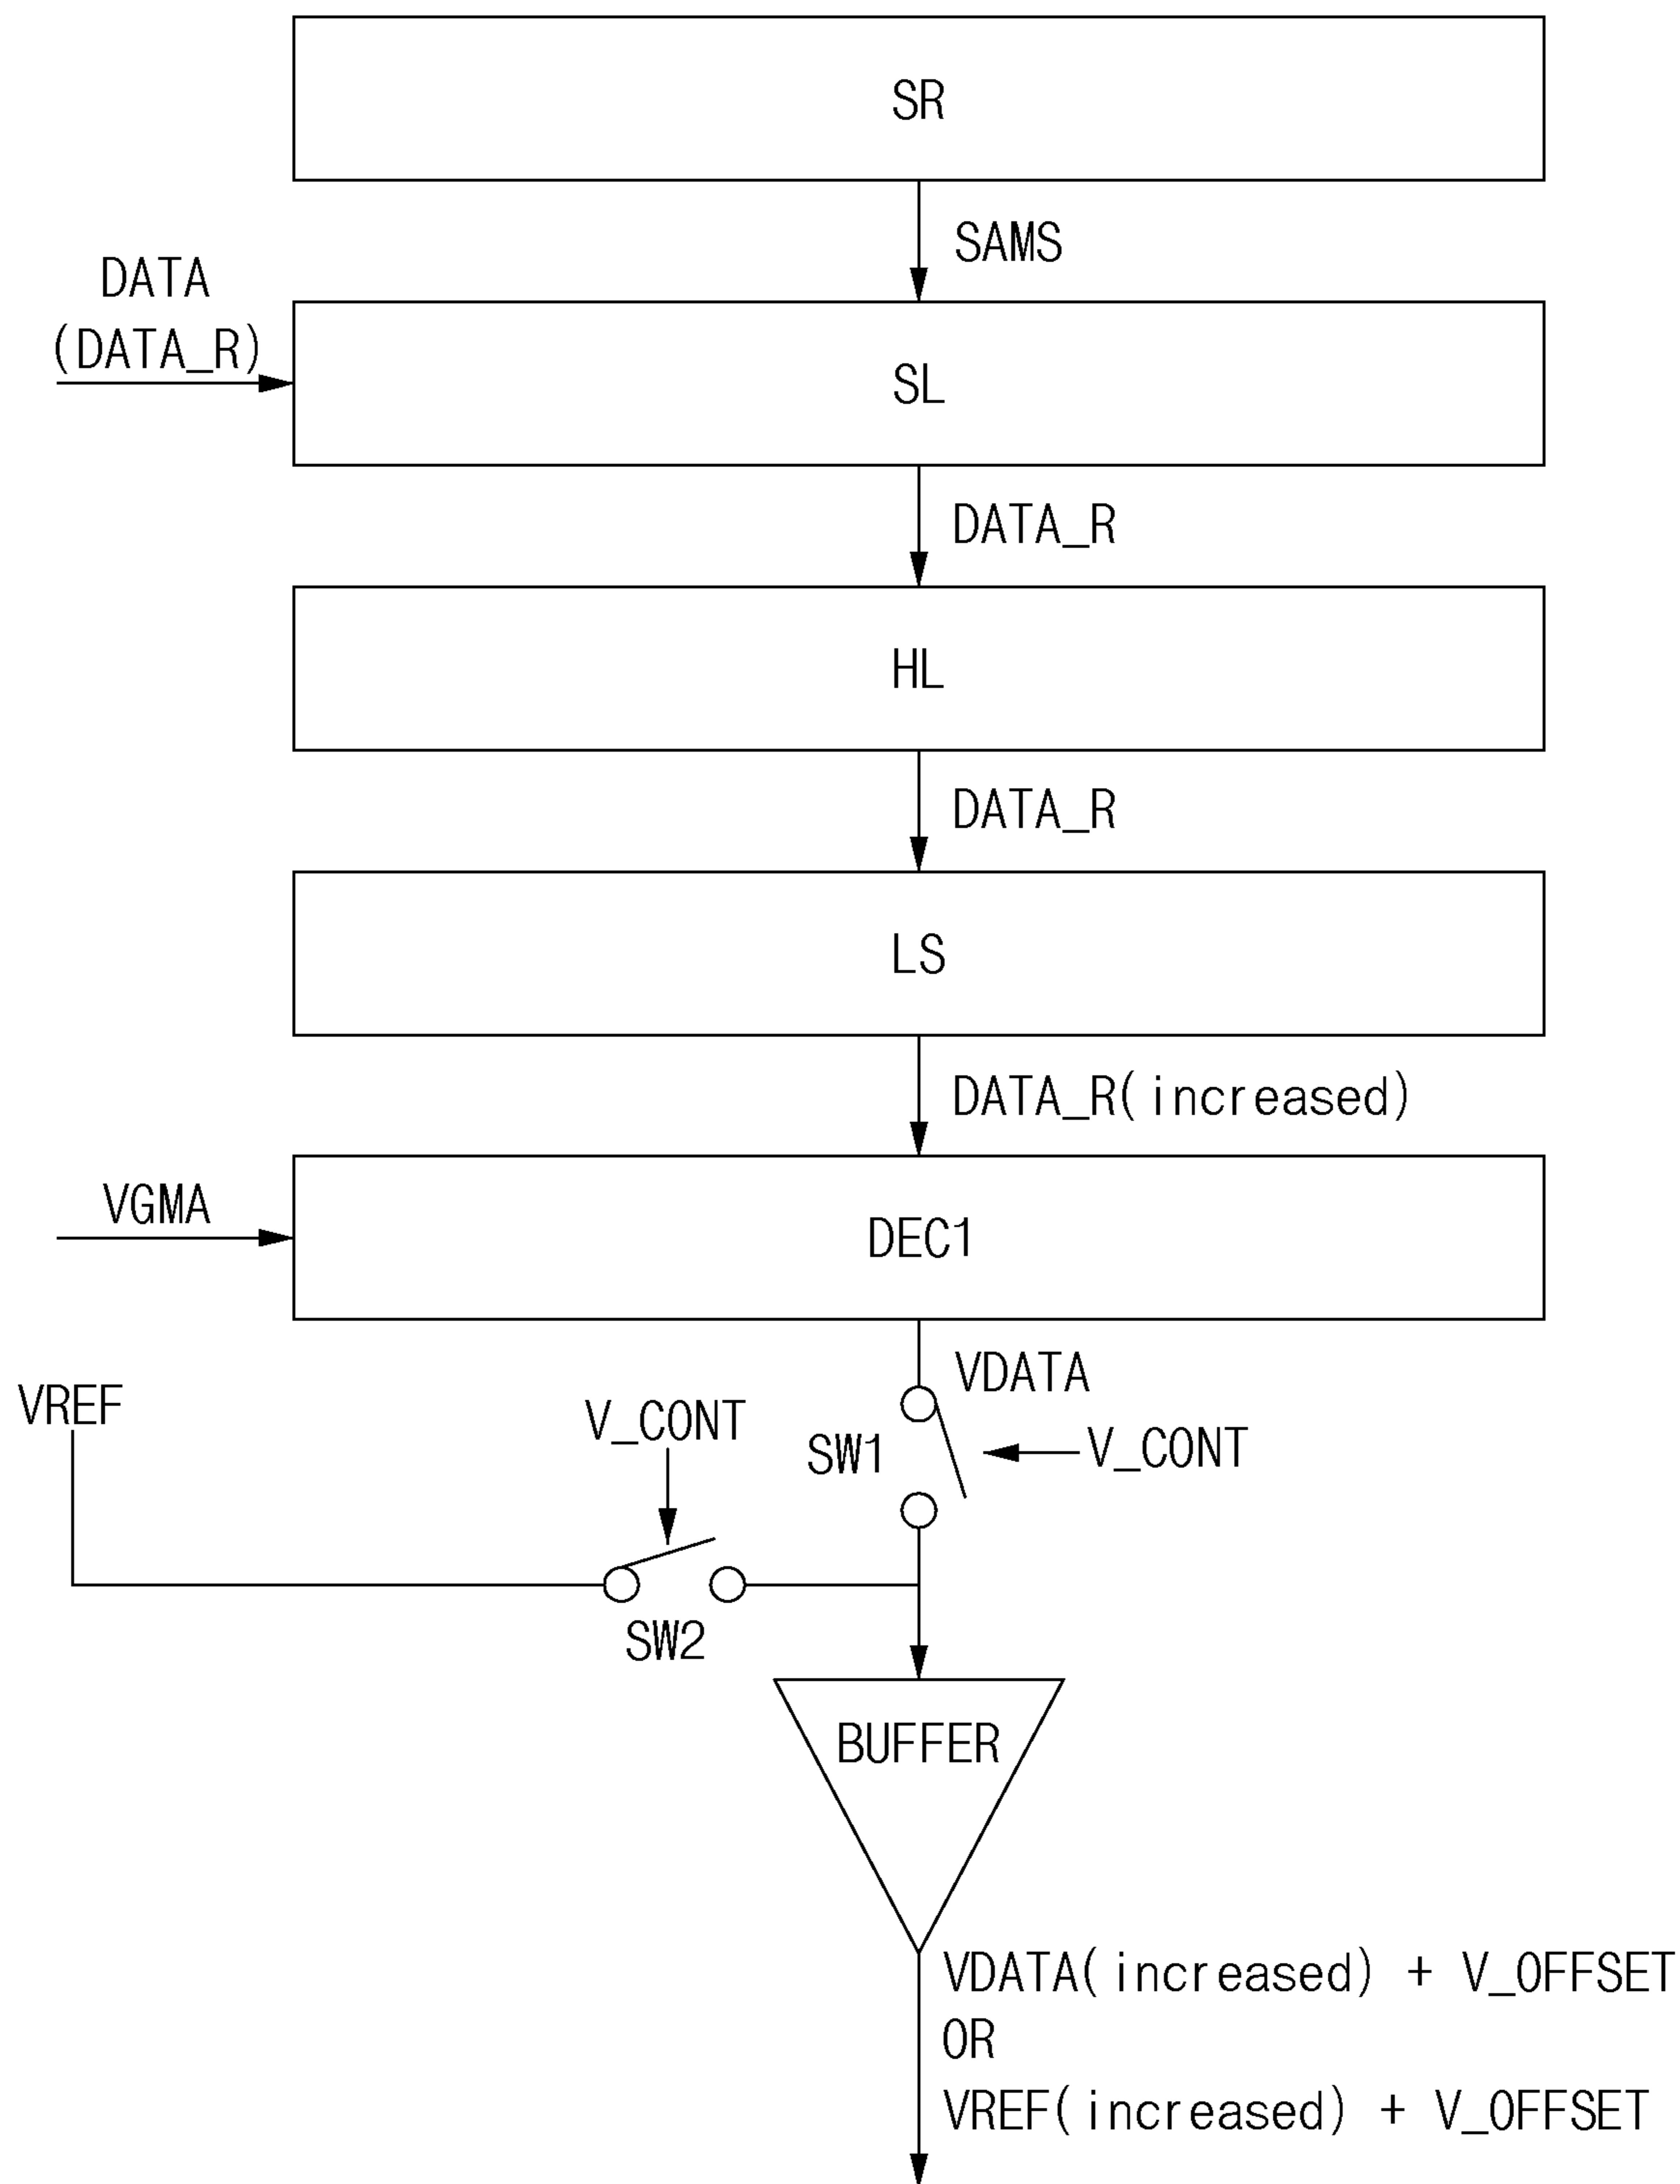 SR
SAMS
DATA
(DATA_R)
SL
DATA_R
HL
DATA_R
LS
DATA_R(increased)
VGMA
DEC1
VDATA
VREF
V_CONT
SW1
V_CONT
SW2
BUFFER
VDATA(increased) + V_OFFSET
OR
VREF(increased) + V_OFFSET